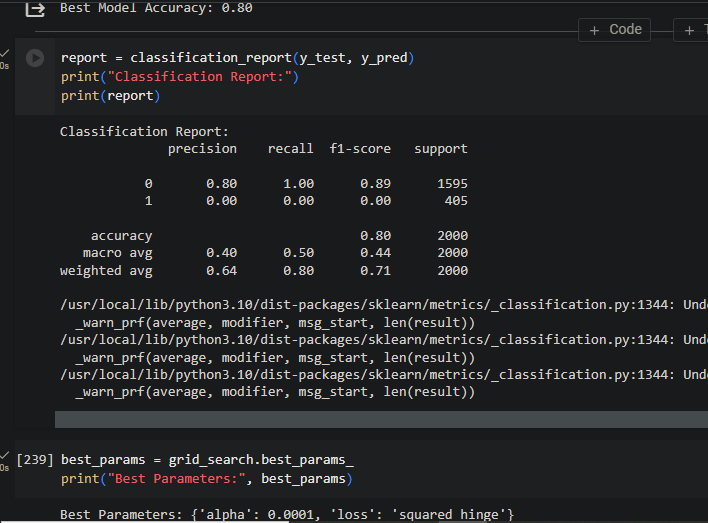 Best Model Accuracy: 0.80
+ Code
+
0s
report = classification_report(y_test, y_pred)
print("Classification Report:")
print(report)
Classification Report:
precision recall f1-score support
0 0.80 1.00 0.89 1595
1 0.00 0.00 0.00 405
accuracy 0.80 2000
macro avg 0.40 0.50 0.44 2000
weighted avg 0.64 0.80 0.71 2000
/usr/local/lib/python3.10/dist-packages/sklearn/metrics/_classification.py:1344: Und
_warn_prf(average, modifier, msg_start, len(result))
/usr/local/lib/python3.10/dist-packages/sklearn/metrics/_classification.py:1344: Und
_warn_prf(average, modifier, msg_start, len(result))
/usr/local/lib/python3.10/dist-packages/sklearn/metrics/_classification.py:1344: Und
_warn_prf(average, modifier, msg_start, len(result))
[239] best_params = grid_search.best_params_
0s print("Best Parameters:", best_params)
Best Parameters: {'alpha': 0.0001, 'loss': 'squared_hinge'}